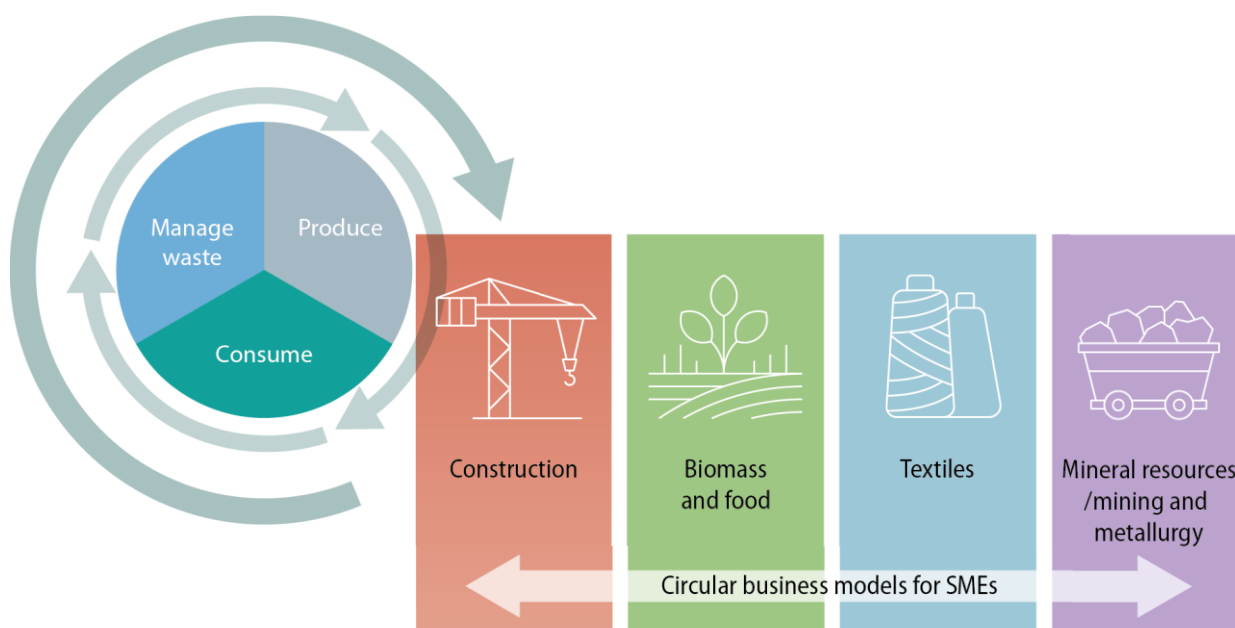 Manage
waste
Produce
Consume
Construction
Biomass
and food
Textiles
Mineral resources
/mining and
metallurgy
Circular business models for SMEs